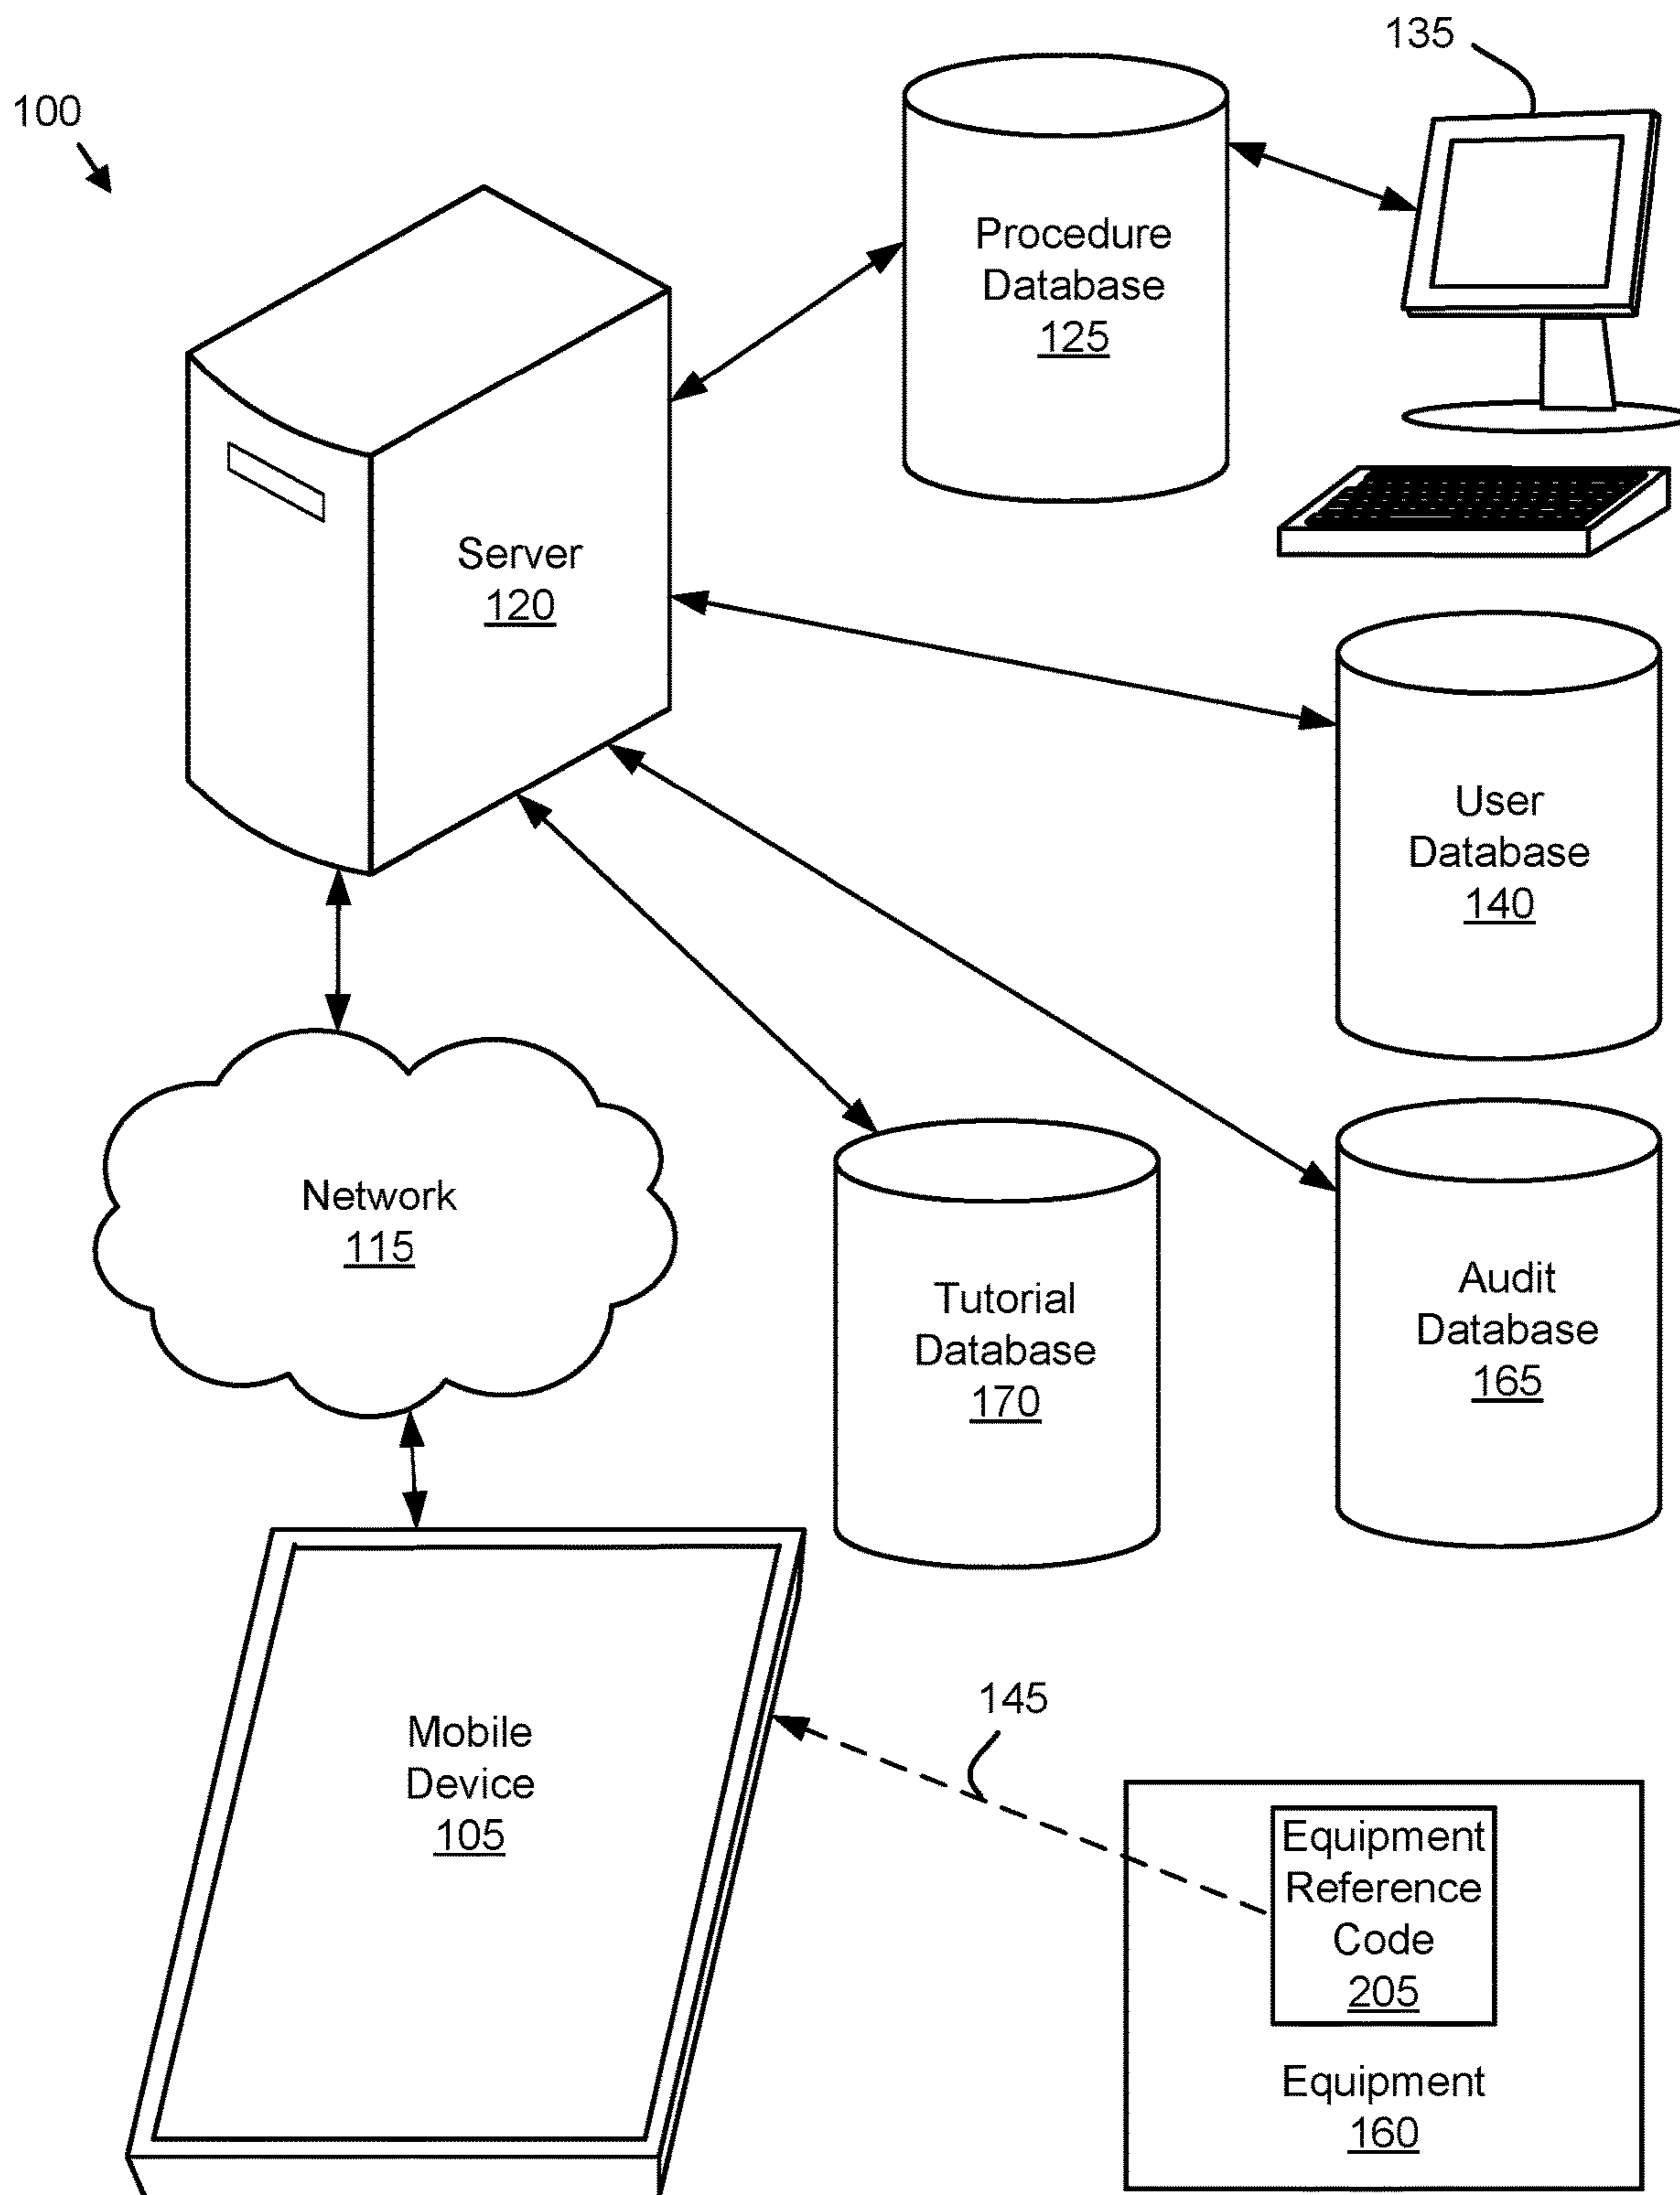 135
100
Procedure
Database
125
Server
120
User
Database
140
Network
115
Tutorial
Database
170
Audit
Database
165
145
Mobile
Device
105
Equipment
Reference
Code
205
Equipment
160